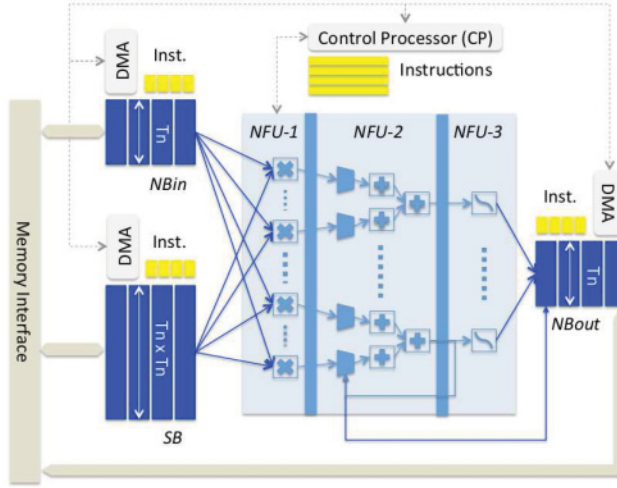 Control Processor (CP)
Instructions
DMA
Inst.
Tn
NBin
NFU-1
NFU-2
NFU-3
DMA
Inst.
Tn x Tn
SB
DMA
Inst.
Tn
NBout
Memory Interface